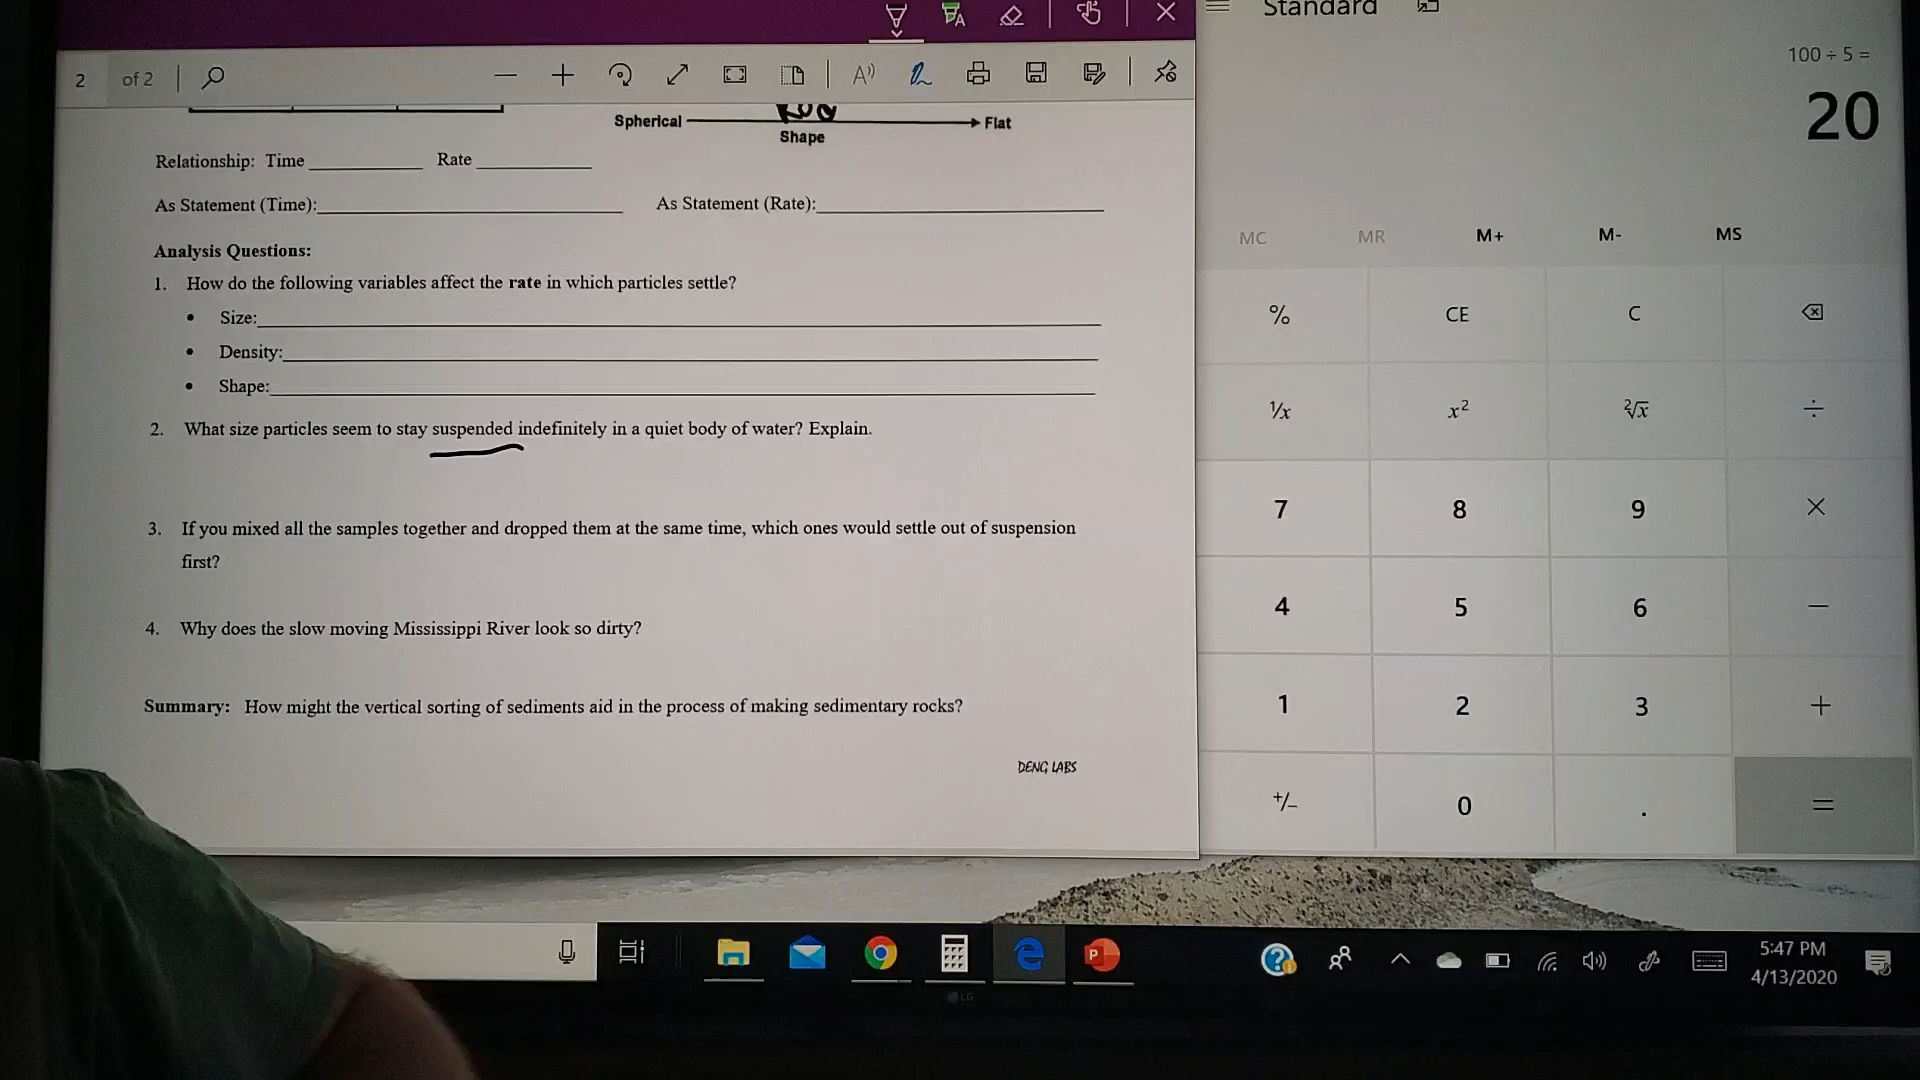 Standard
100 ÷ 5 =
20
2 of 2
Spherical Flat
Shape
Relationship: Time Rate
As Statement (Time): As Statement (Rate):
Analysis Questions:
1. How do the following variables affect the rate in which particles settle?
• Size:
• Density:
• Shape:
2. What size particles seem to stay suspended indefinitely in a quiet body of water? Explain.
3. If you mixed all the samples together and dropped them at the same time, which ones would settle out of suspension
first?
4. Why does the slow moving Mississippi River look so dirty?
Summary: How might the vertical sorting of sediments aid in the process of making sedimentary rocks?
DENG LABS
MC MR M+ M- MS
% CE C
¹/x x² ²√x ÷
7 8 9 ×
4 5 6 −
1 2 3 +
+/− 0 . =
5:47 PM
4/13/2020
LG